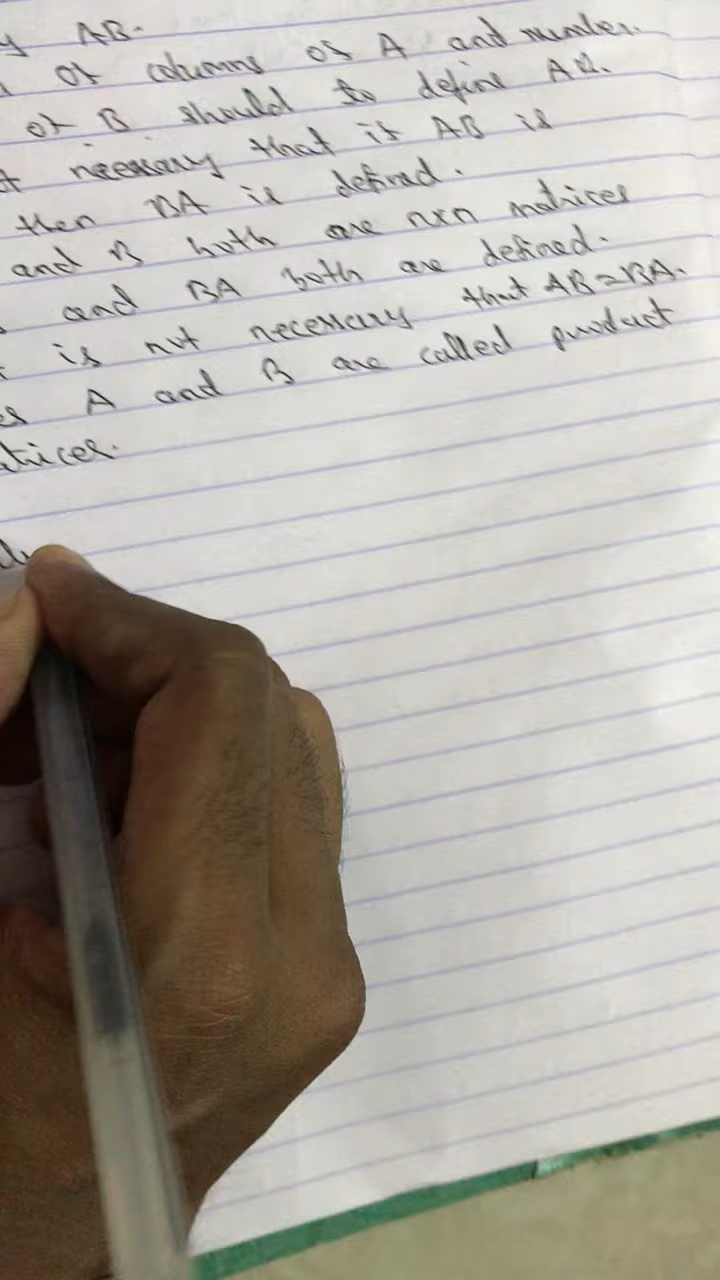 AB.
of columns of A and number.
of B should to define AB.
necessary that if AB is
then BA is defined.
and B both are nxn matrices
and BA both are defined.
is not necessary that AB=BA.
A and B are called product